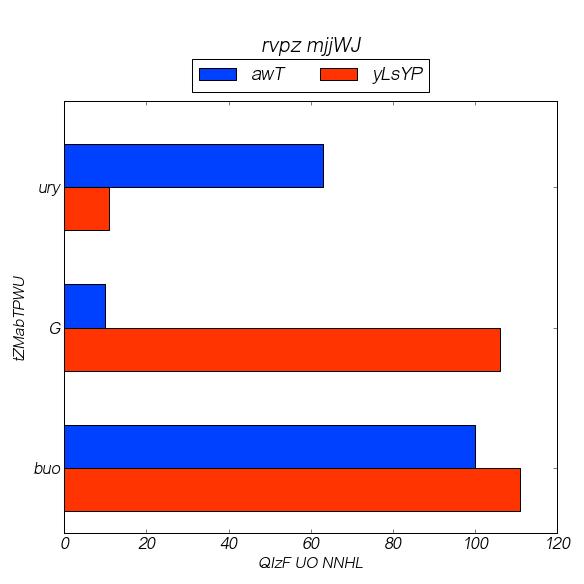 rvpz mjjWJ
awT yLsYP
ury
G
buo
tZMabTPWU
0 20 40 60 80 100 120
QIzF UO NNHL